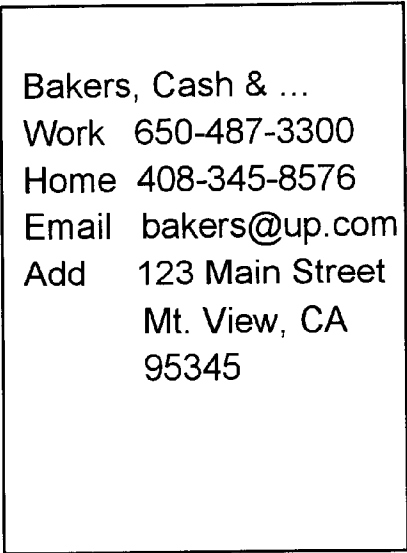 Bakers, Cash & ...
Work 650-487-3300
Home 408-345-8576
Email bakers@up.com
Add 123 Main Street
Mt. View, CA
95345